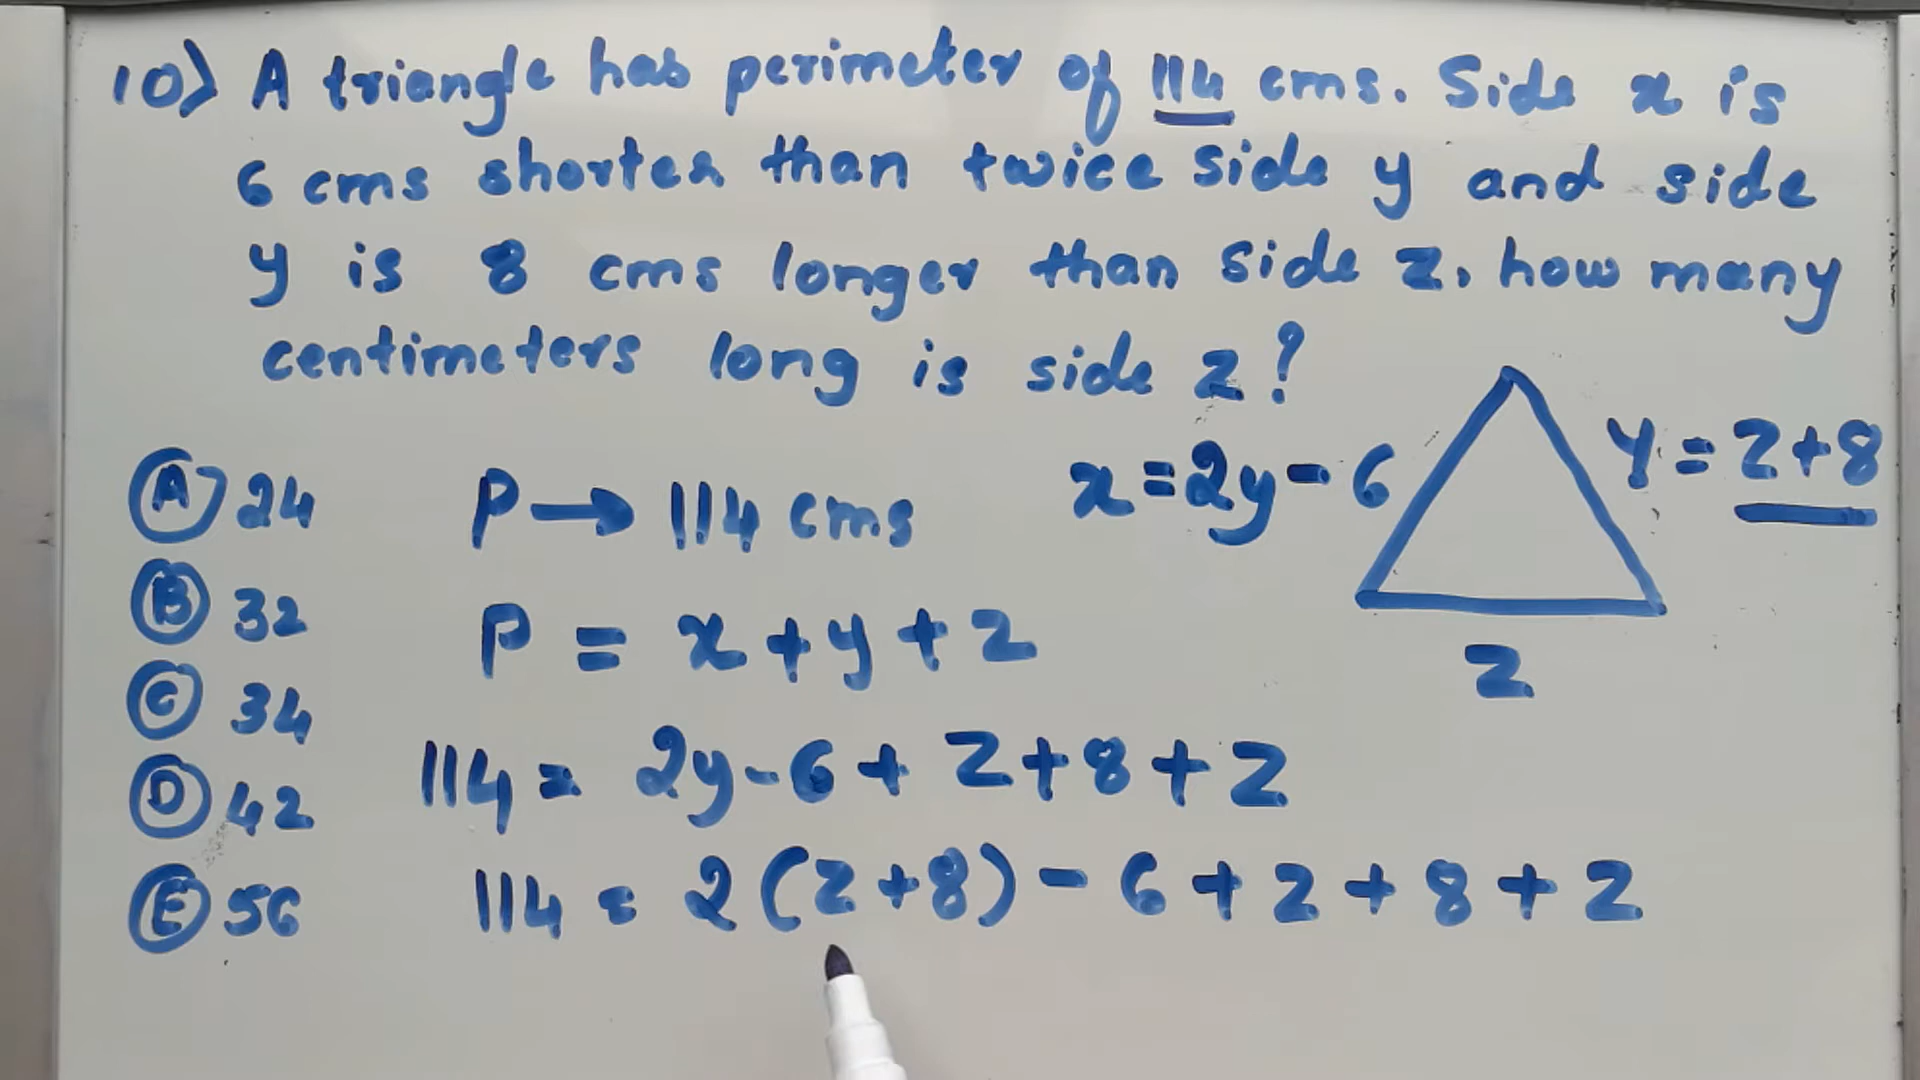 10) A triangle has perimeter of 114 cms. Side x is
6 cms shorter than twice side y and side
y is 8 cms longer than side z, how many
centimeters long is side z?
x = 2y - 6
y = z + 8
z
A 24
B 32
C 34
D 42
E 56
P → 114 cms
P = x + y + z
114 = 2y - 6 + z + 8 + z
114 = 2 (z + 8) - 6 + z + 8 + z